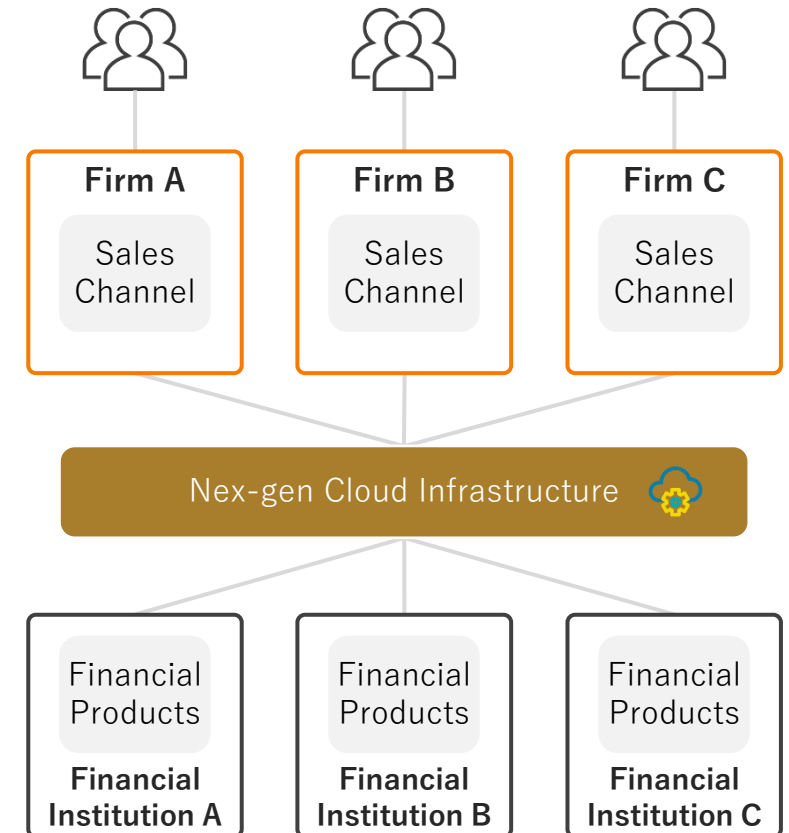 Firm A
Firm B
Firm C
Sales
Channel
Sales
Channel
Sales
Channel
Nex-gen Cloud Infrastructure
Financial
Products
Financial
Products
Financial
Products
Financial
Institution A
Financial
Institution B
Financial
Institution C